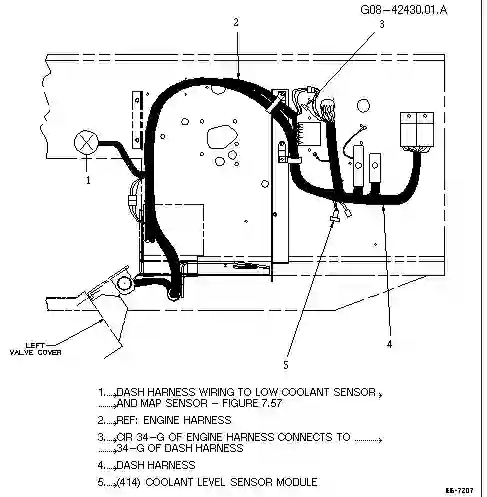 G08-42430.01.A
2
3
1
LEFT
VALVE COVER
4
5
1....DASH HARNESS WIRING TO LOW COOLANT SENSOR
......AND MAP SENSOR - FIGURE 7.57
2....REF: ENGINE HARNESS
3....CIR 34-G OF ENGINE HARNESS CONNECTS TO ............
......34-G OF DASH HARNESS
4....DASH HARNESS
5....(414) COOLANT LEVEL SENSOR MODULE
E6-7207